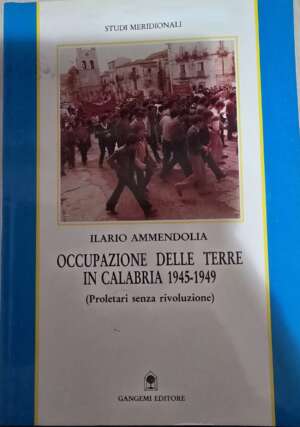 STUDI MERIDIONALI
ILARIO AMMENDOLIA
OCCUPAZIONE DELLE TERRE
IN CALABRIA 1945-1949
(Proletari senza rivoluzione)
GANGEMI EDITORE